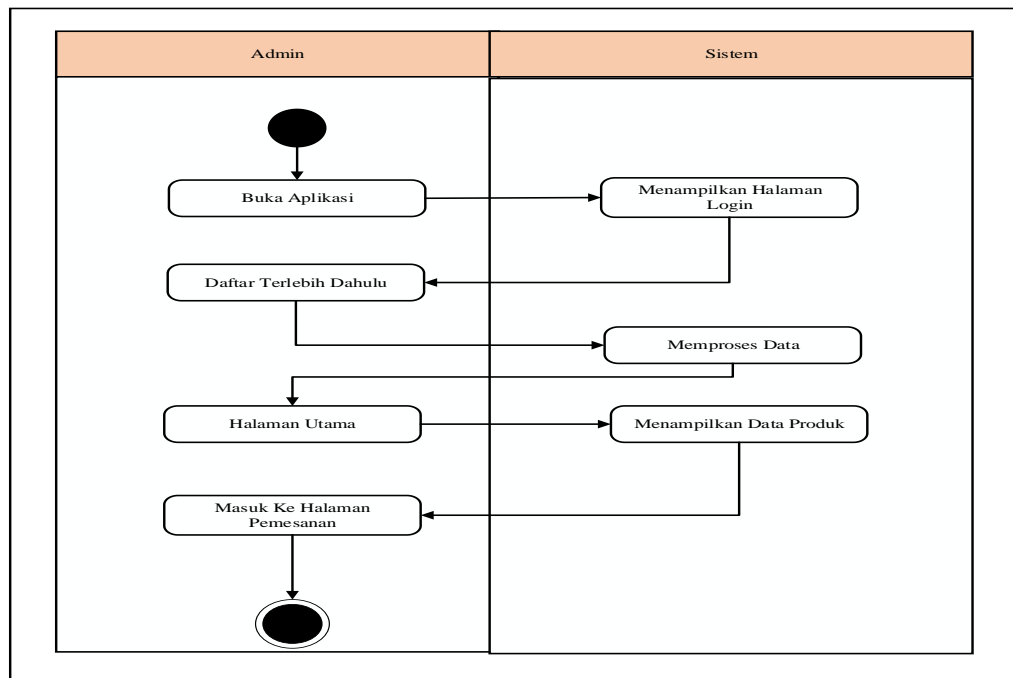 Admin
Sistem
Buka Aplikasi
Menampilkan Halaman
Login
Daftar Terlebih Dahulu
Memproses Data
Halaman Utama
Menampilkan Data Produk
Masuk Ke Halaman
Pemesanan